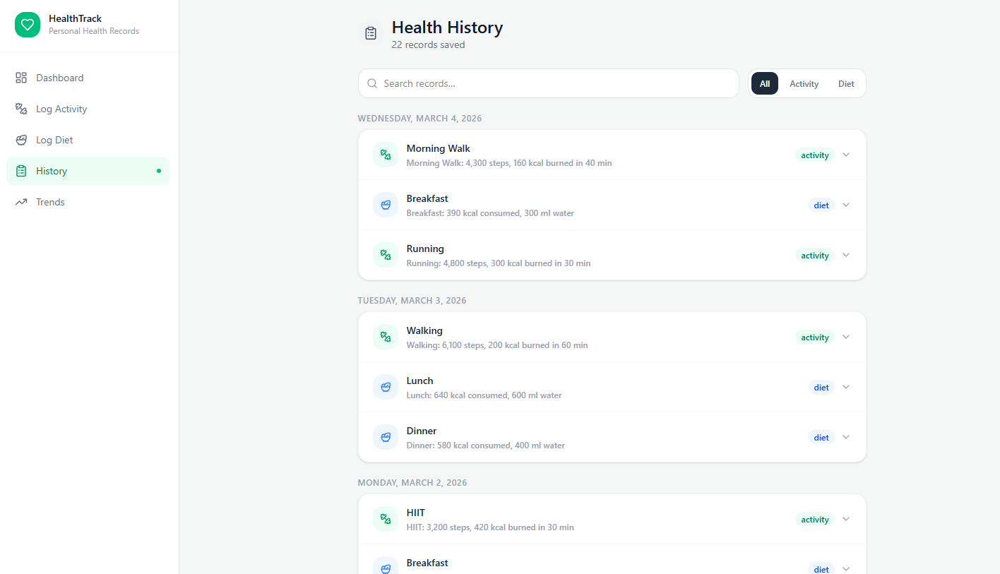 HealthTrack
Personal Health Records
Dashboard
Log Activity
Log Diet
History
Trends
Health History
22 records saved
Search records...
All
Activity
Diet
WEDNESDAY, MARCH 4, 2026
Morning Walk
activity
Morning Walk: 4,300 steps, 160 kcal burned in 40 min
Breakfast
diet
Breakfast: 390 kcal consumed, 300 ml water
Running
activity
Running: 4,800 steps, 300 kcal burned in 30 min
TUESDAY, MARCH 3, 2026
Walking
activity
Walking: 6,100 steps, 200 kcal burned in 60 min
Lunch
diet
Lunch: 640 kcal consumed, 600 ml water
Dinner
diet
Dinner: 580 kcal consumed, 400 ml water
MONDAY, MARCH 2, 2026
HIIT
activity
HIIT: 3,200 steps, 420 kcal burned in 30 min
Breakfast
diet